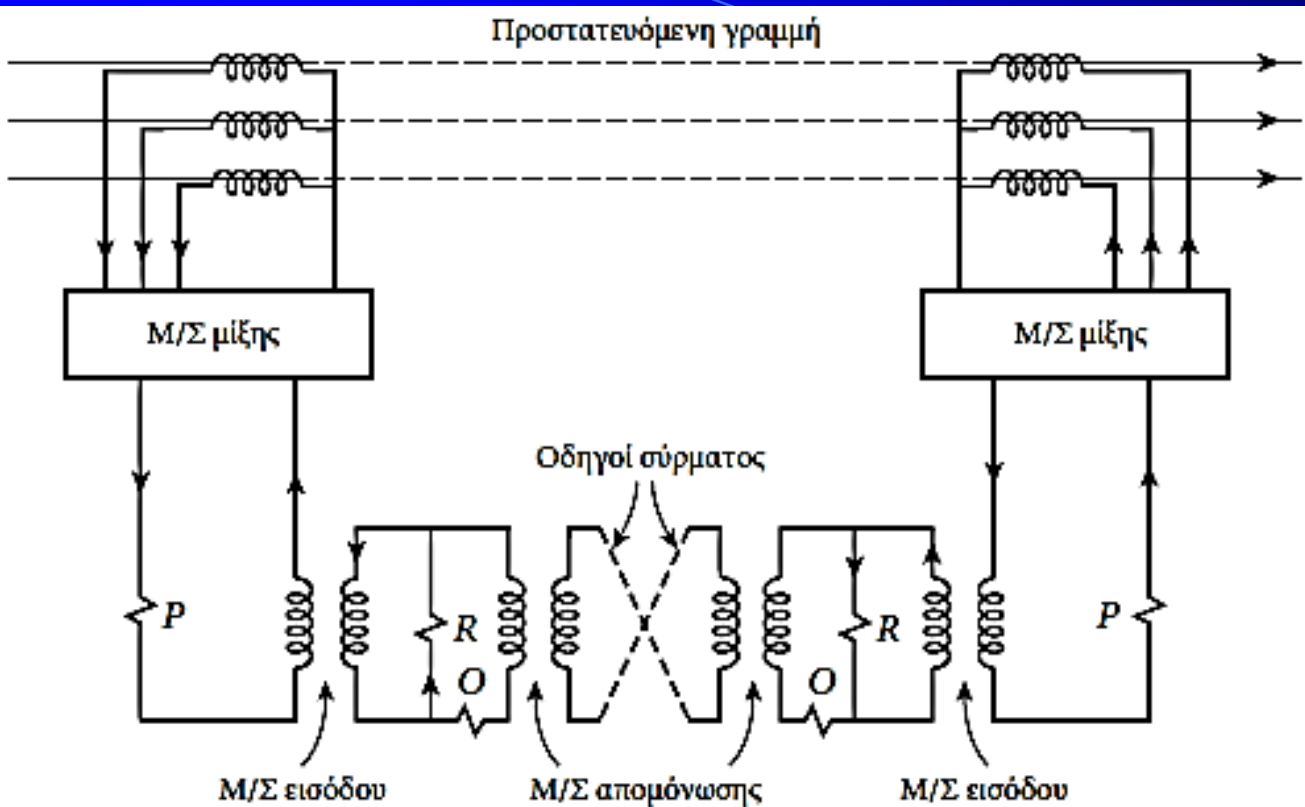 Προστατευόμενη γραμμή
Μ/Σ μίξης
Μ/Σ μίξης
Οδηγοί σύρματος
P
R
O
O
R
P
Μ/Σ εισόδου
Μ/Σ απομόνωσης
Μ/Σ εισόδου